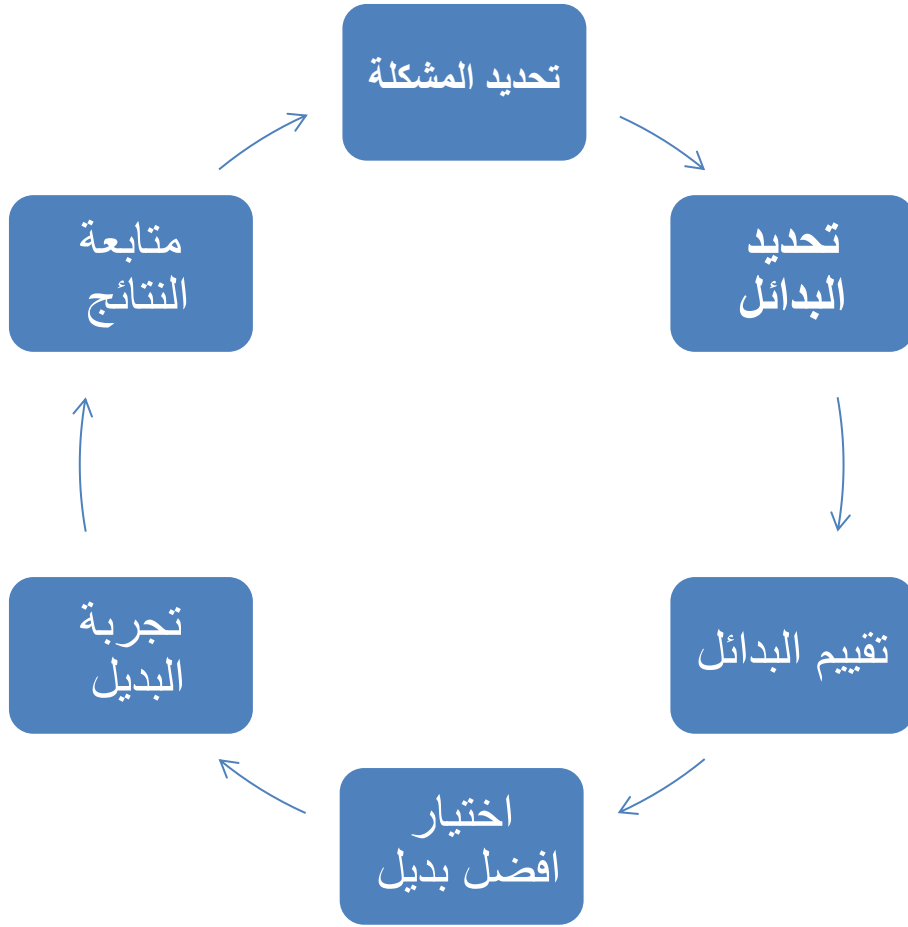 تحديد المشكلة
تحديد
البدائل
تقييم البدائل
اختيار
افضل بديل
تجربة
البديل
متابعة
النتائج